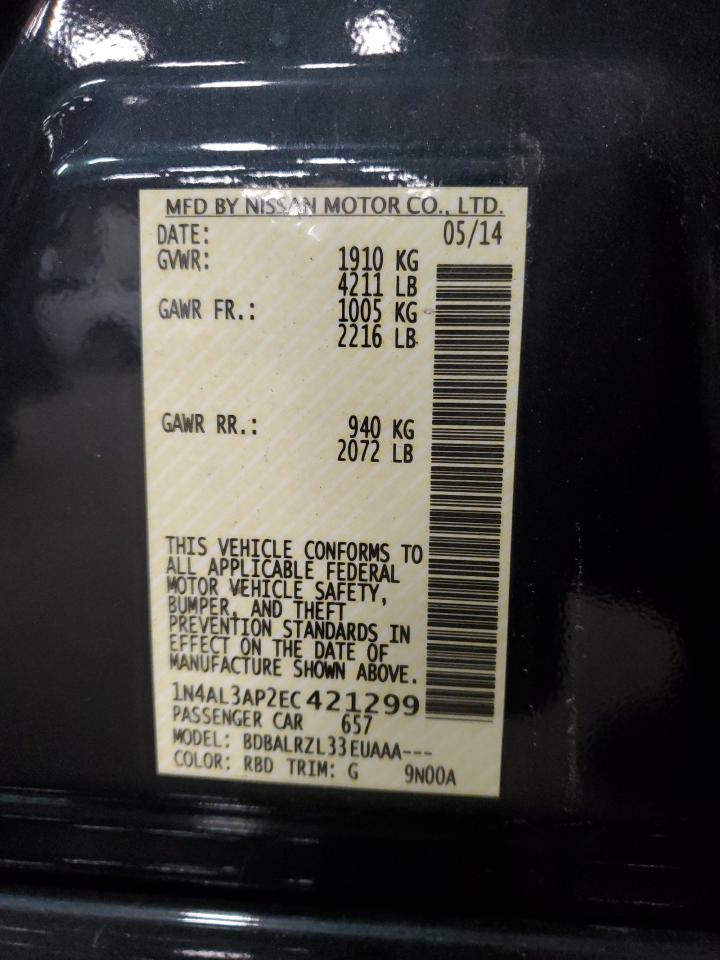 MFD BY NISSAN MOTOR CO., LTD.
DATE: 05/14
GVWR: 1910 KG
4211 LB
GAWR FR.: 1005 KG
2216 LB
GAWR RR.: 940 KG
2072 LB
THIS VEHICLE CONFORMS TO
ALL APPLICABLE FEDERAL
MOTOR VEHICLE SAFETY,
BUMPER, AND THEFT
PREVENTION STANDARDS IN
EFFECT ON THE DATE OF
MANUFACTURE SHOWN ABOVE.
1N4AL3AP2EC421299
PASSENGER CAR 657
MODEL: BDBALRZL33EUAAA---
COLOR: RBD TRIM: G 9N00A